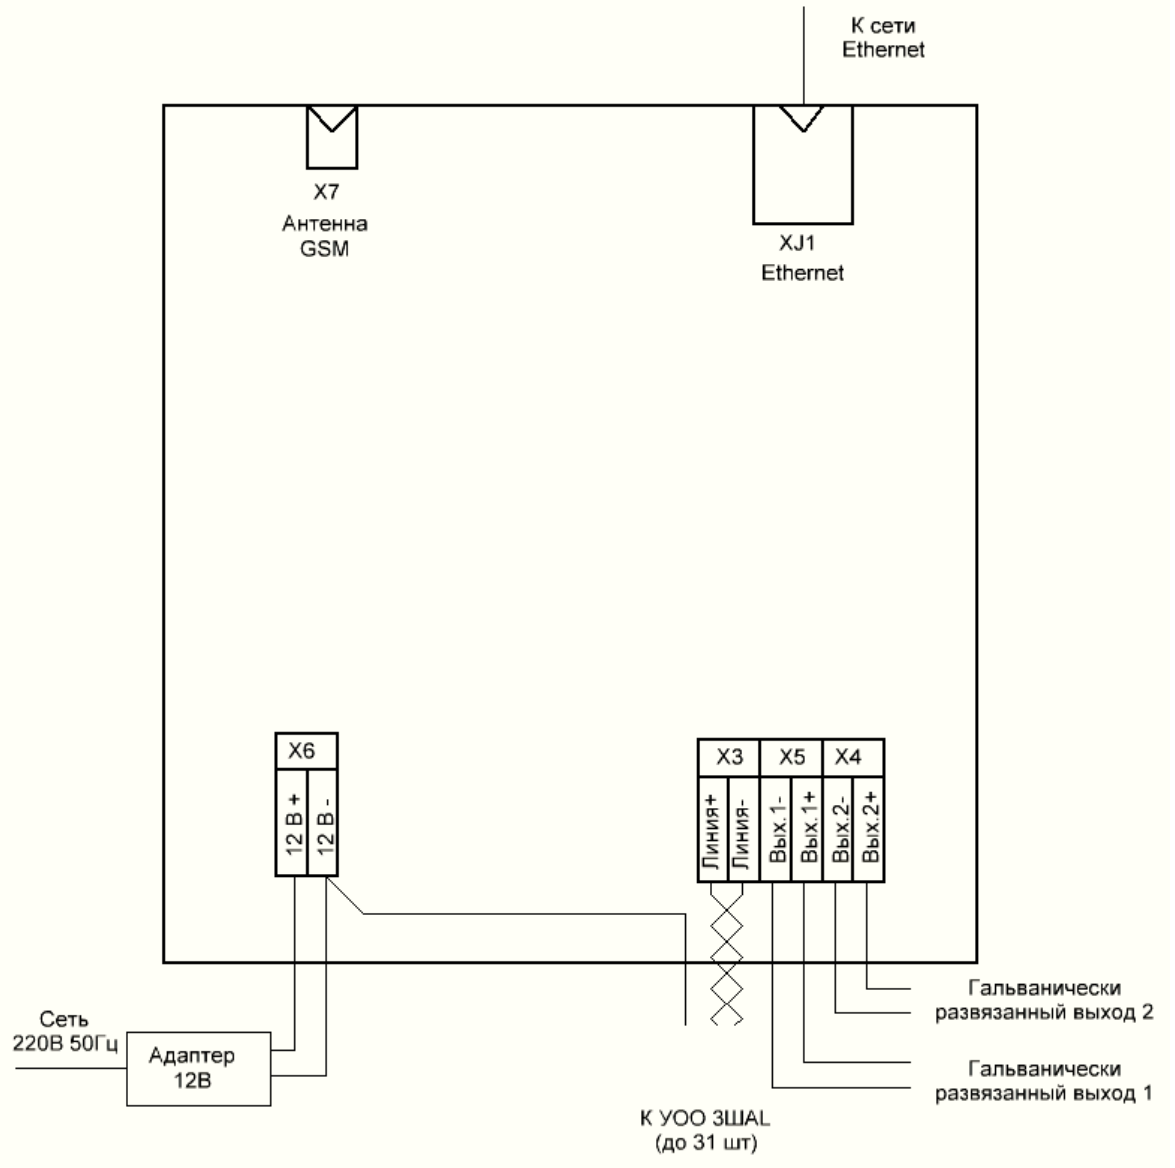 К сети
Ethernet
X7
Антенна
GSM
XJ1
Ethernet
X6
12 В +
12 В -
X3
X5
X4
Линия+
Линия-
Вых.1-
Вых.1+
Вых.2-
Вых.2+
Гальванически
развязанный выход 2
Сеть
220В 50Гц
Адаптер
12В
Гальванически
развязанный выход 1
К УОО 3ШAL
(до 31 шт)